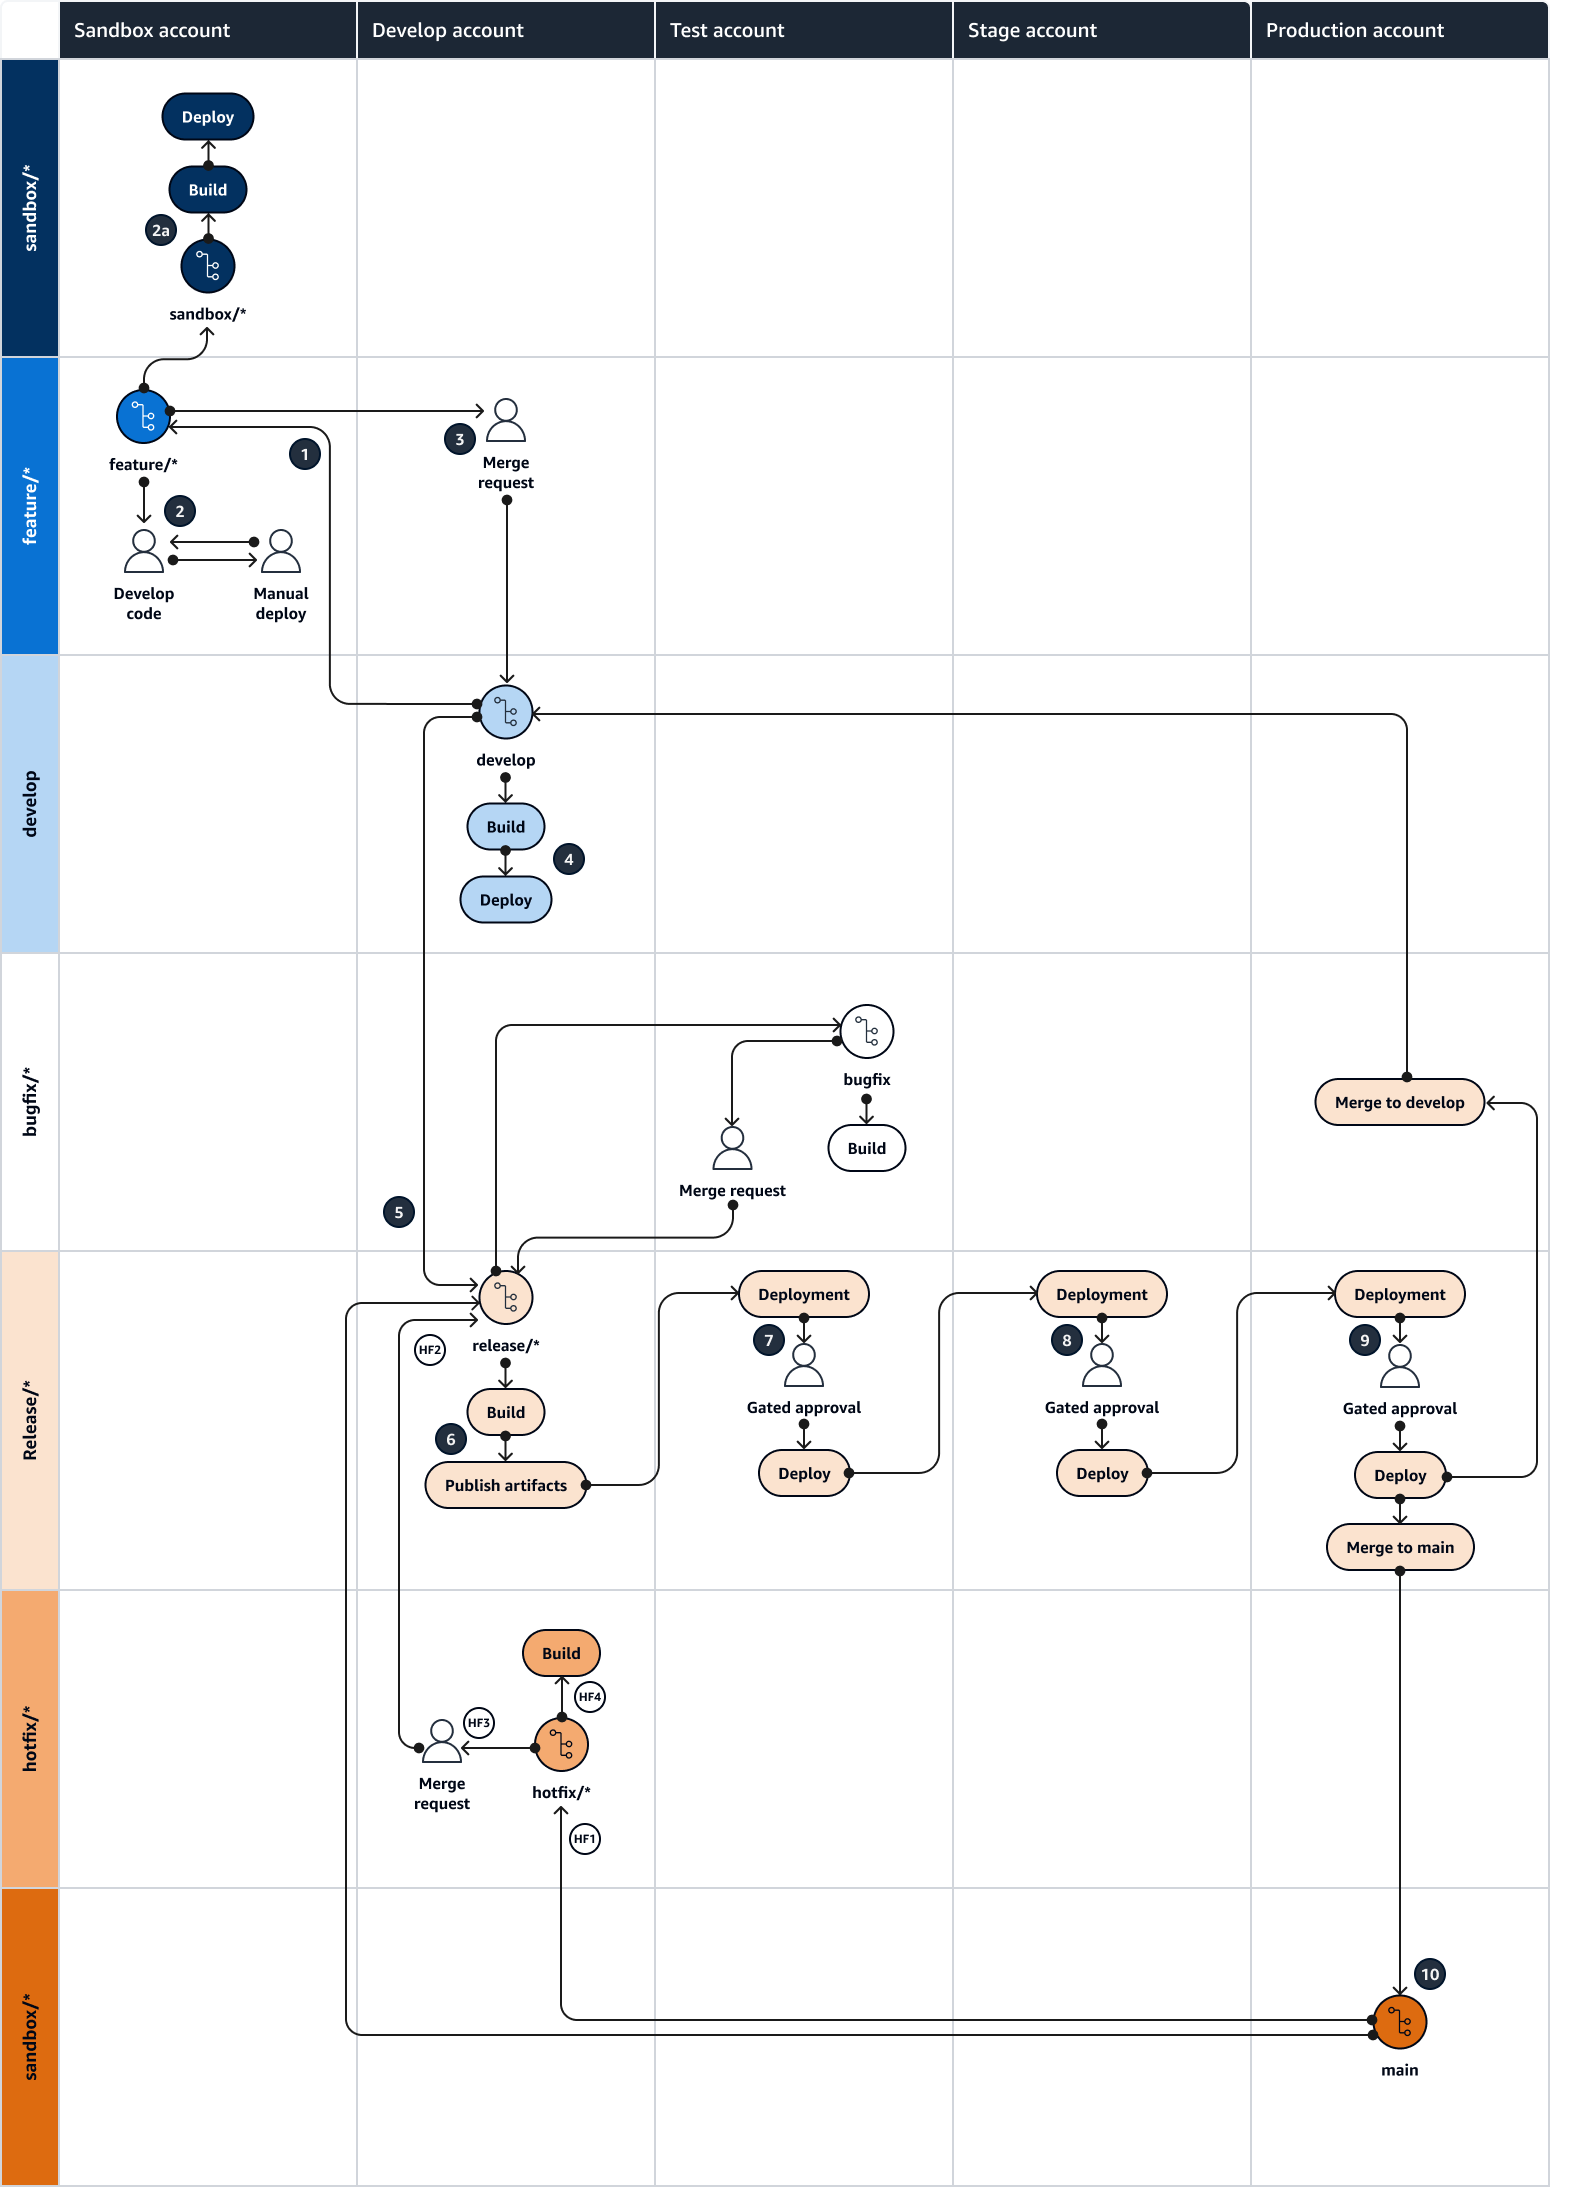 Sandbox account
Develop account
Test account
Stage account
Production account
sandbox/*
Deploy
Build
2a
sandbox/*
feature/*
feature/*
1
3
Merge
request
2
Develop
code
Manual
deploy
develop
develop
Build
4
Deploy
bugfix/*
bugfix
Build
Merge request
Merge to develop
5
Release/*
release/*
HF2
Build
6
Publish artifacts
Deployment
7
Gated approval
Deploy
Deployment
8
Gated approval
Deploy
Deployment
9
Gated approval
Deploy
Merge to main
hotfix/*
Build
HF4
HF3
Merge
request
hotfix/*
HF1
sandbox/*
10
main